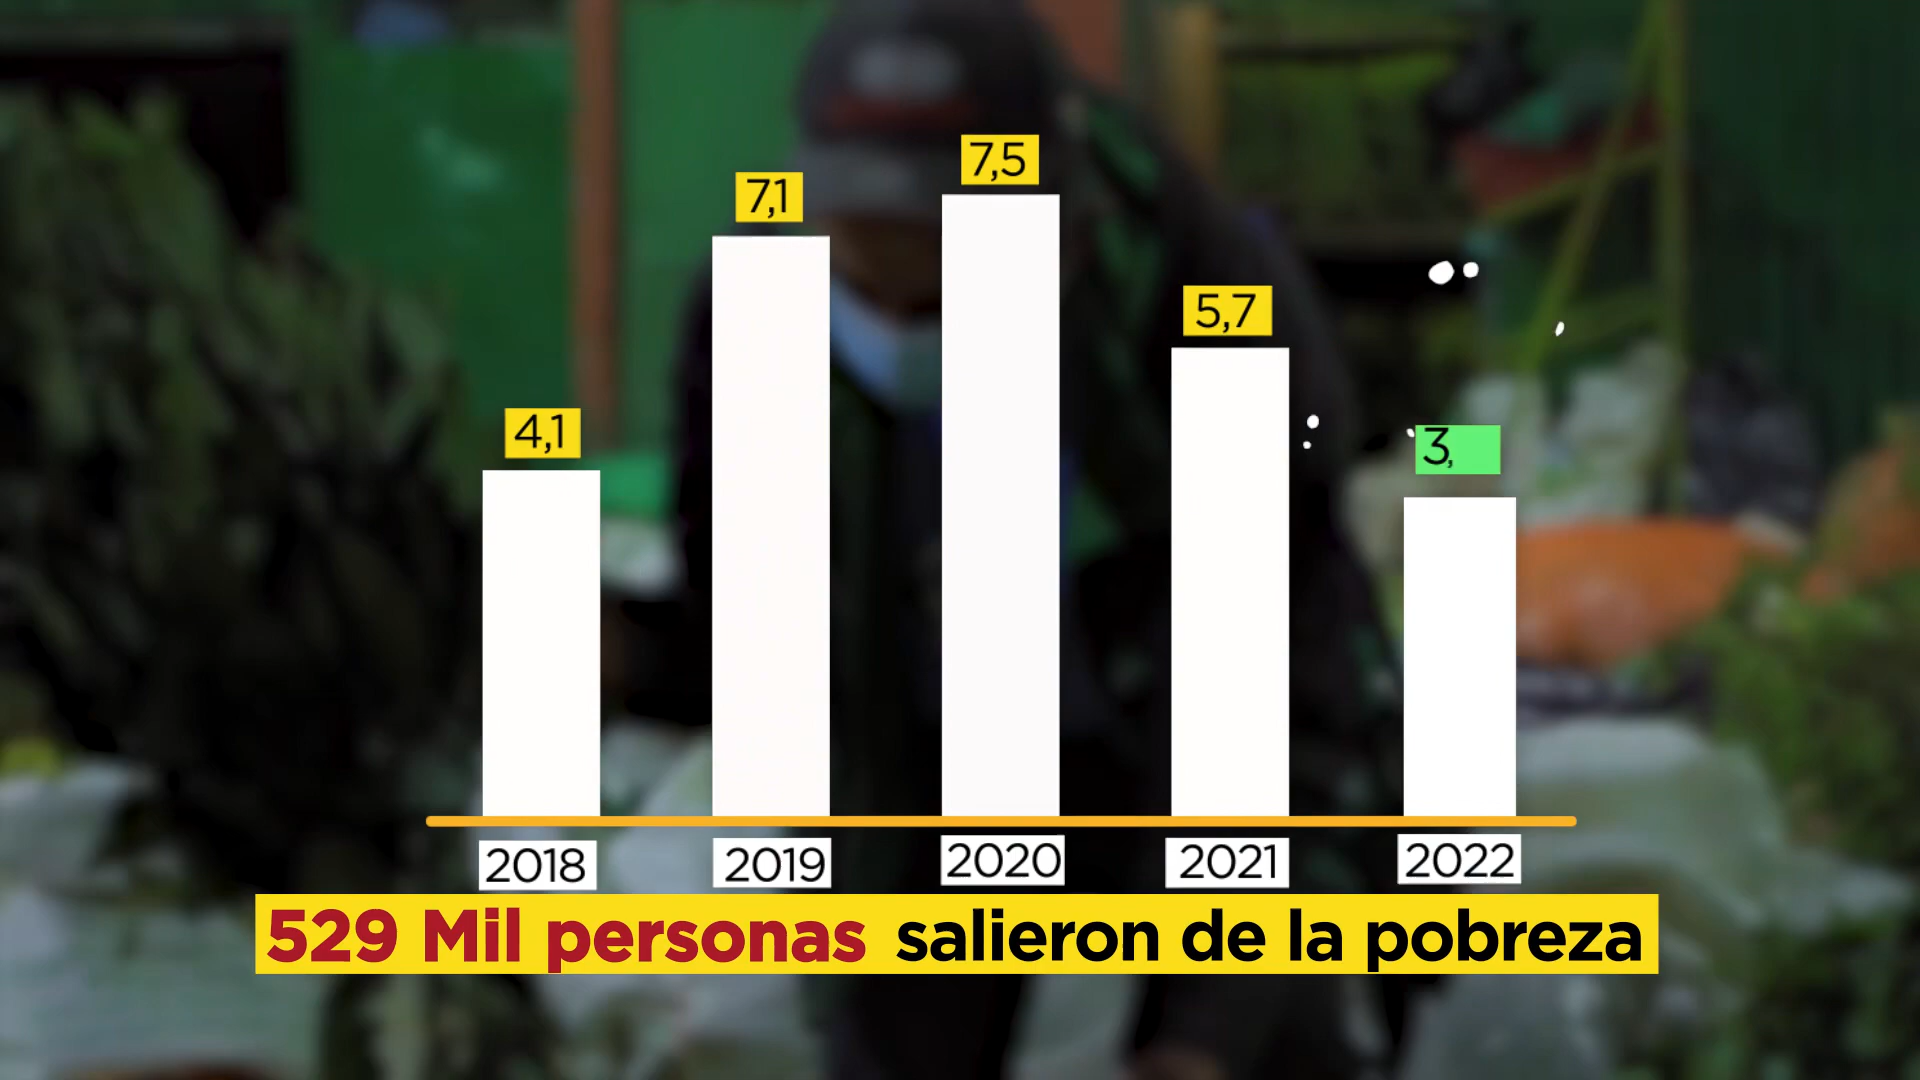 7,5
7,1
5,7
4,1
3,
2018 2019 2020 2021 2022
529 Mil personas salieron de la pobreza